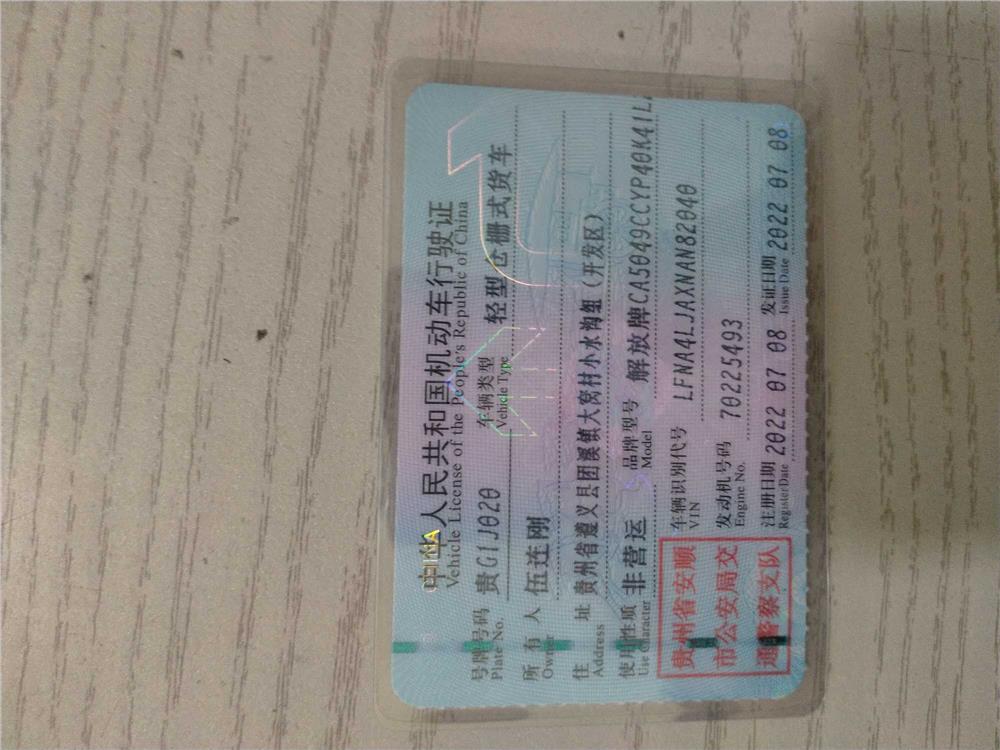 中华人民共和国机动车行驶证
Vehicle License of the People's Republic of China
号牌号码 贵G1J020 车辆类型 轻型仓栅式货车
Plate No. Vehicle Type
所有人 伍连刚
Owner
住址 贵州省遵义县团溪镇大窝村小水沟组（开发区）
Address
使用性质 非营运 品牌型号 解放牌CA5049CCYP40K41L
Use Character Model
贵州省安顺
市公安局交
通警察支队
车辆识别代号 LFNA4LJAXNAN82040
VIN
发动机号码 70225493
Engine No.
注册日期 2022 07 08 发证日期 2022 07 08
Register Date Issue Date